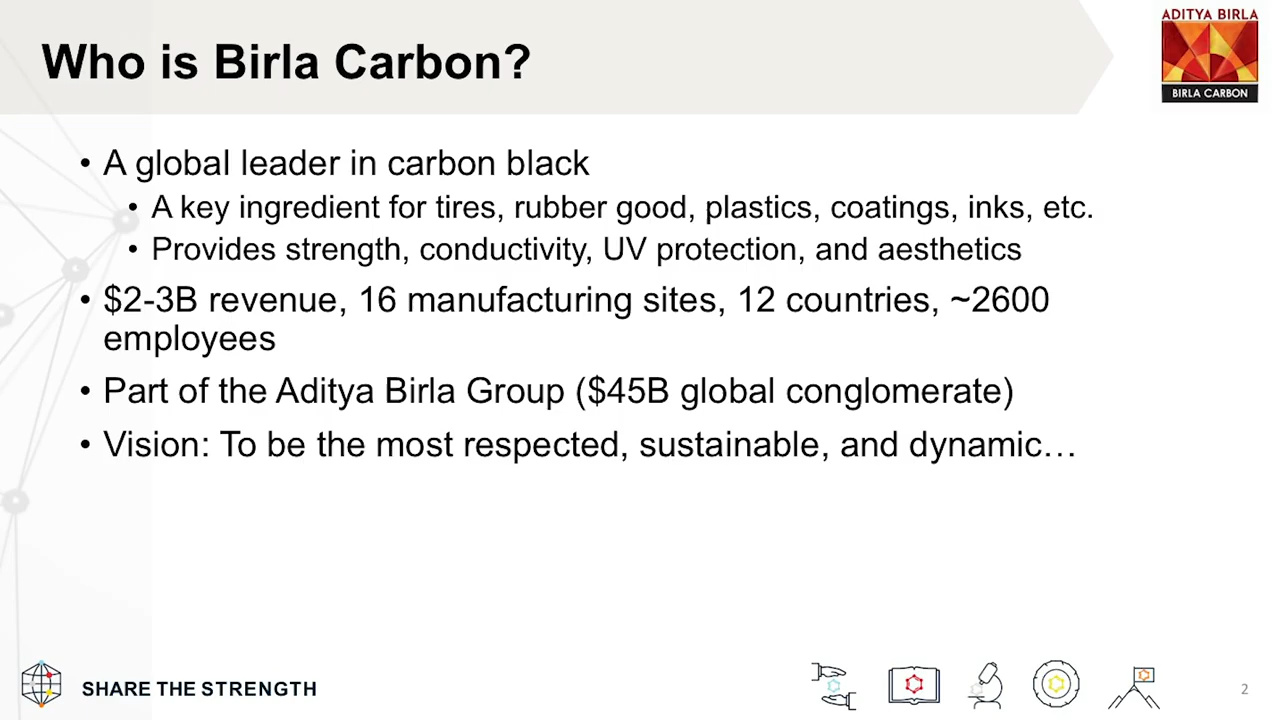 Who is Birla Carbon?
ADITYA BIRLA
BIRLA CARBON
• A global leader in carbon black
• A key ingredient for tires, rubber good, plastics, coatings, inks, etc.
• Provides strength, conductivity, UV protection, and aesthetics
• $2-3B revenue, 16 manufacturing sites, 12 countries, ~2600
employees
• Part of the Aditya Birla Group ($45B global conglomerate)
• Vision: To be the most respected, sustainable, and dynamic…
SHARE THE STRENGTH
2